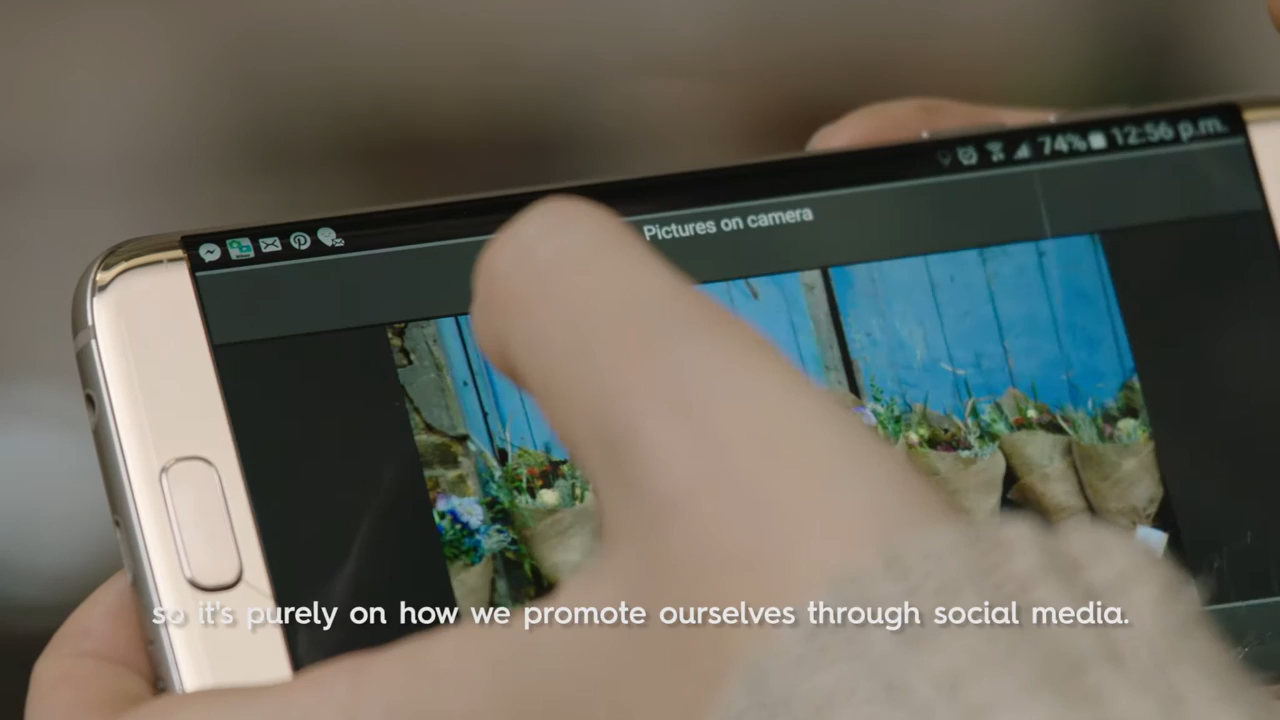 74% 12:56 p.m.
Pictures on camera
so it's purely on how we promote ourselves through social media.